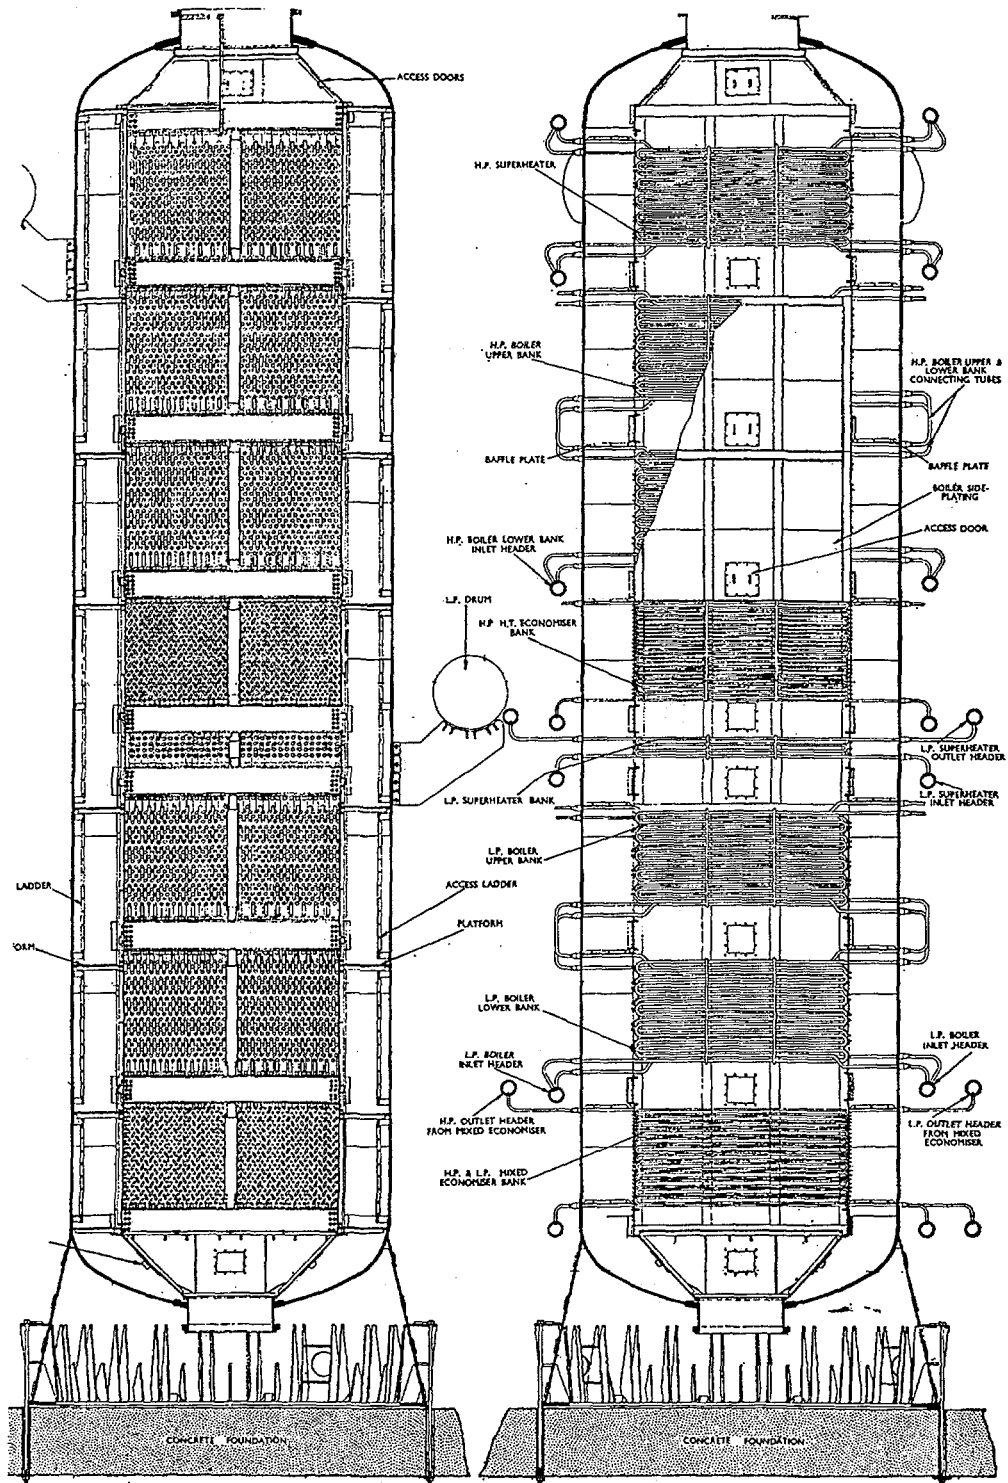 ACCESS DOORS
H.P. SUPERHEATER
H.P. BOILER
UPPER BANK
H.P. BOILER UPPER &
LOWER BANK
CONNECTING TUBES
BAFFLE PLATE
BAFFLE PLATE
BOILER SIDE-
PLATING
ACCESS DOOR
H.P. BOILER LOWER BANK
INLET HEADER
L.P. DRUM
H.P. H.T. ECONOMISER
BANK
L.P. SUPERHEATER
OUTLET HEADER
L.P. SUPERHEATER BANK
L.P. SUPERHEATER
INLET HEADER
L.P. BOILER
UPPER BANK
LADDER
ACCESS LADDER
PLATFORM
ORM
L.P. BOILER
LOWER BANK
L.P. BOILER
INLET HEADER
L.P. BOILER
INLET HEADER
H.P. OUTLET HEADER
FROM MIXED ECONOMISER
L.P. OUTLET HEADER
FROM MIXED
ECONOMISER
H.P. & L.P. MIXED
ECONOMISER BANK
CONCRETE FOUNDATION
CONCRETE FOUNDATION